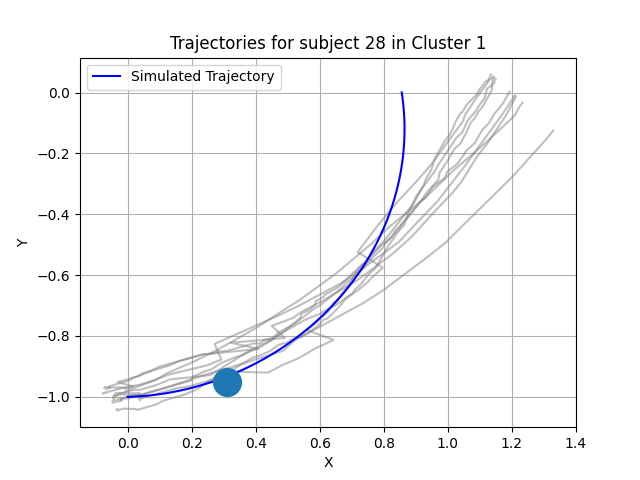 Trajectories for subject 28 in Cluster 1
Simulated Trajectory
0.0
−0.2
−0.4
−0.6
−0.8
−1.0
Y
0.0 0.2 0.4 0.6 0.8 1.0 1.2 1.4
X